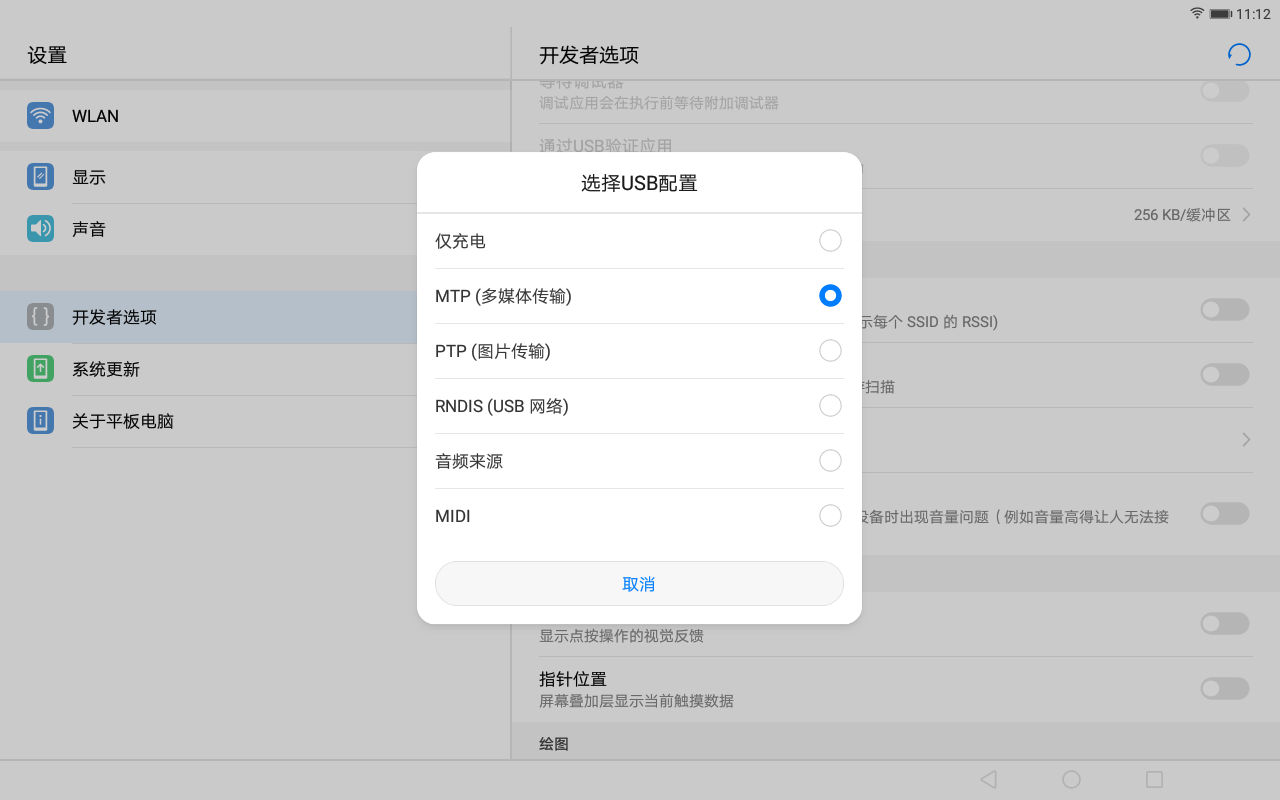 11:12
设置
开发者选项
等待调试器
调试应用会在执行前等待附加调试器
WLAN
通过USB验证应用
显示
声音
256 KB/缓冲区
选择USB配置
仅充电
MTP (多媒体传输)
PTP (图片传输)
RNDIS (USB 网络)
音频来源
MIDI
取消
开发者选项
系统更新
关于平板电脑
示每个 SSID 的 RSSI)
扫描
设备时出现音量问题（例如音量高得让人无法接
显示点按操作的视觉反馈
指针位置
屏幕叠加层显示当前触摸数据
绘图